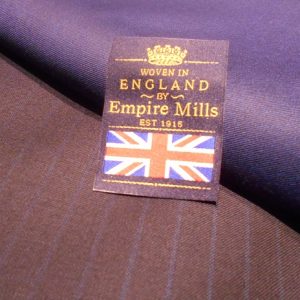 WOVEN IN
ENGLAND
~ BY ~
Empire Mills
EST 1915